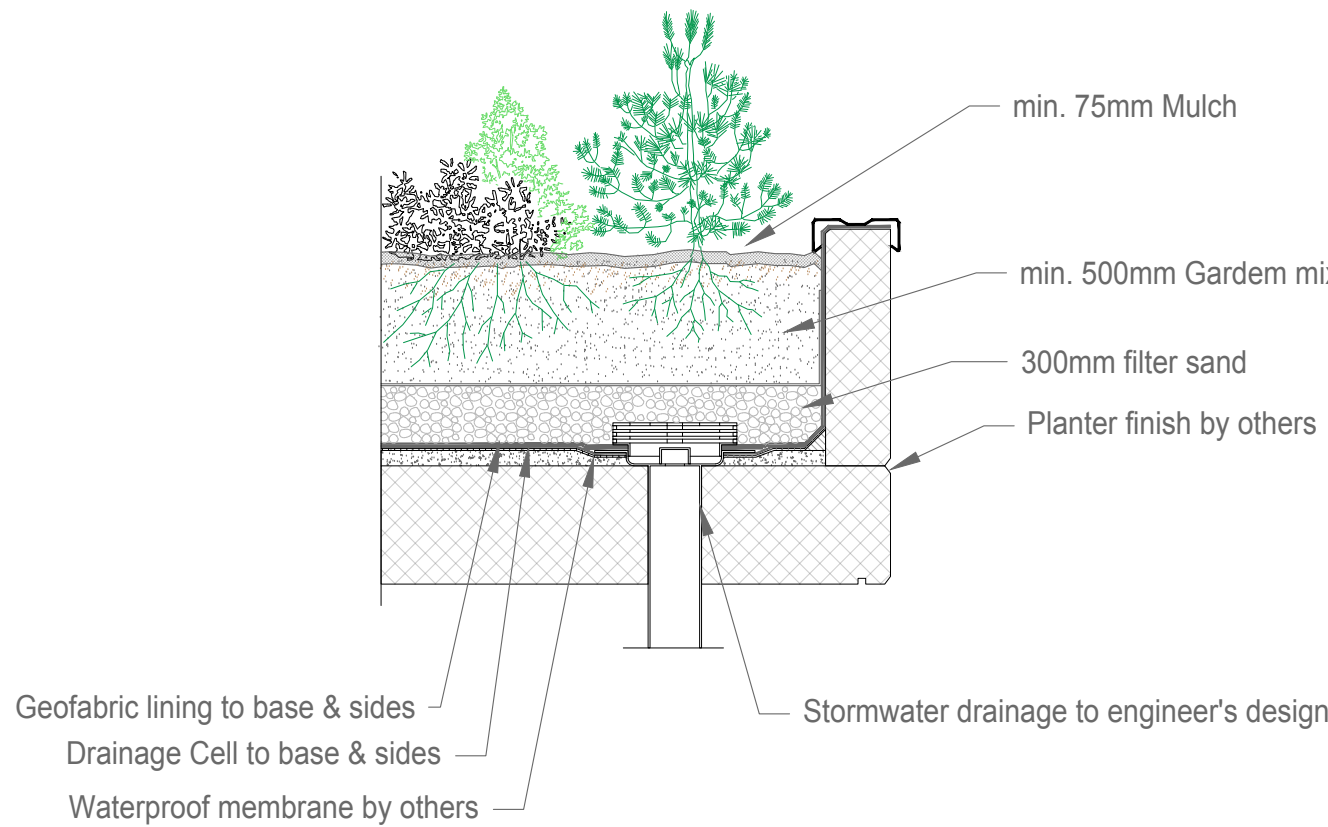 min. 75mm Mulch
min. 500mm Gardem mix
300mm filter sand
Planter finish by others
Geofabric lining to base & sides
Stormwater drainage to engineer's design
Drainage Cell to base & sides
Waterproof membrane by others